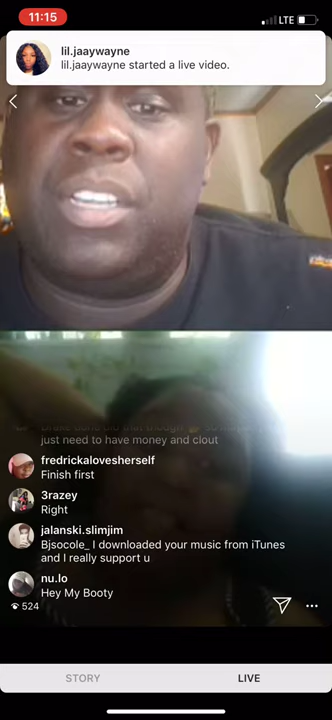 11:15
LTE
lil.jaaywayne
lil.jaaywayne started a live video.
just need to have money and clout
fredrickalovesherself
Finish first
3razey
Right
jalanski.slimjim
Bjsocole_ I downloaded your music from iTunes
and I really support u
nu.lo
Hey My Booty
524
STORY
LIVE